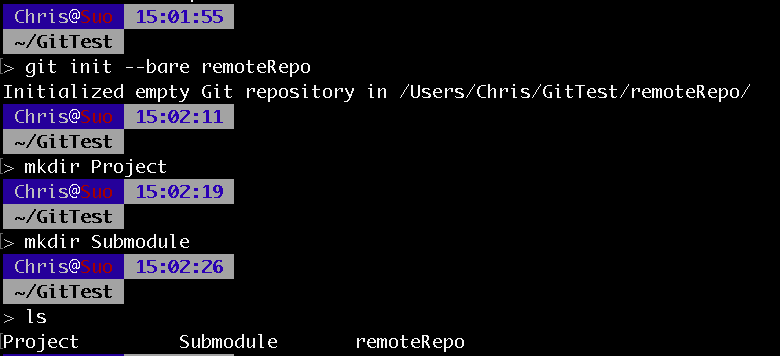 Chris@Suo 15:01:55
~/GitTest
> git init --bare remoteRepo
Initialized empty Git repository in /Users/Chris/GitTest/remoteRepo/
Chris@Suo 15:02:11
~/GitTest
> mkdir Project
Chris@Suo 15:02:19
~/GitTest
> mkdir Submodule
Chris@Suo 15:02:26
~/GitTest
> ls
Project Submodule remoteRepo